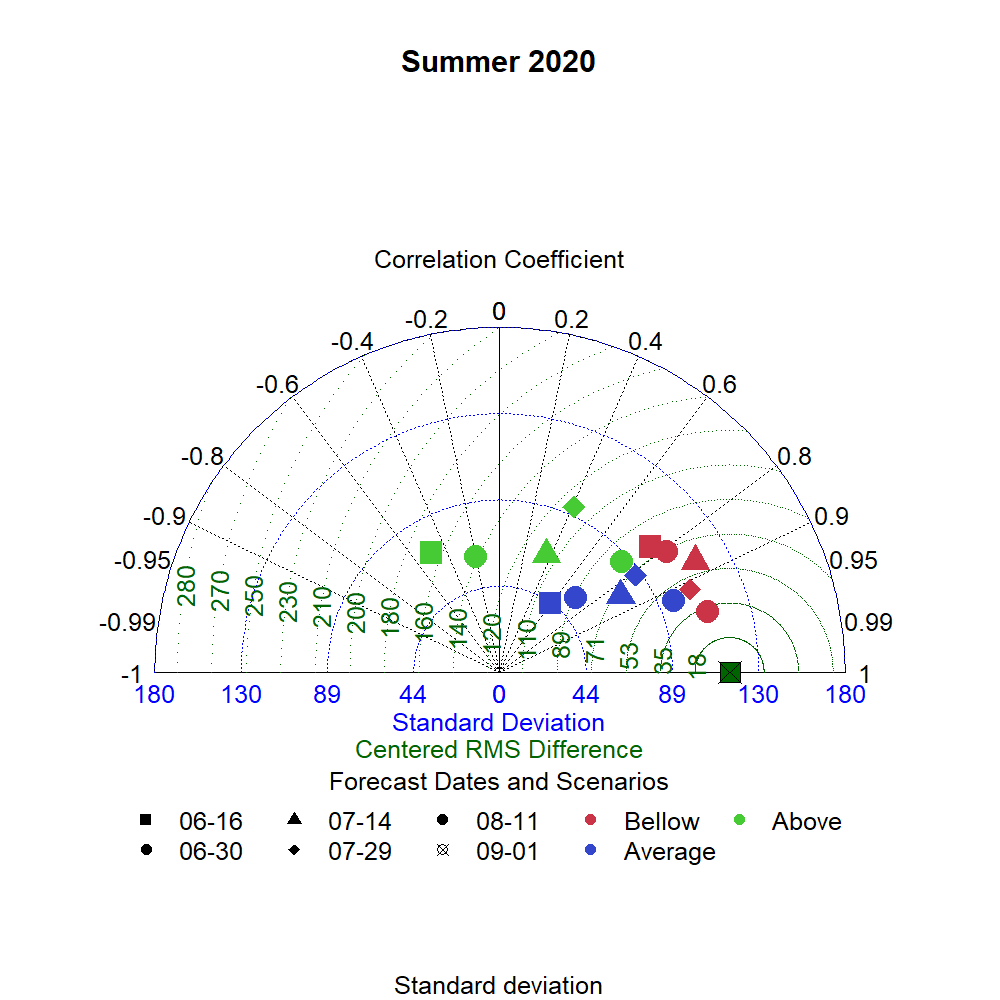 Summer 2020
Correlation Coefficient
0
-0.2 0.2
-0.4 0.4
-0.6 0.6
-0.8 0.8
-0.9 0.9
-0.95 0.95
-0.99 0.99
-1 1
280 270 250 230 210 200 180 160 140 120 110 89 71 53 35 18
180 130 89 44 0 44 89 130 180
Standard Deviation
Centered RMS Difference
Forecast Dates and Scenarios
06-16 07-14 08-11 Bellow Above
06-30 07-29 09-01 Average
Standard deviation